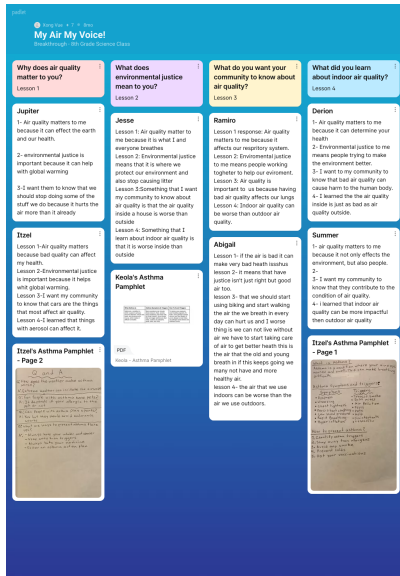 padlet
Xong Vue + 7 • 3mo
My Air My Voice!
Breakthrough - 6th Grade Science Class
Why does air quality
matter to you?
Lesson 1
Jupiter
1- Air quality matters to me
because it can effect the earth
and our health.
2- environmental justice is
important because it can help
with global warming
3-I want them to know that we
should stop doing some of the
stuff we do because it hurts the
air more than it already
Itzel
Lesson 1-Air quality matters
because bad quality can affect
my health.
Lesson 2-Environmental justice
is important because it helps
whit global warming.
Lesson 3-I want my community
to know that cars are the things
that most affect air quality.
Lesson 4-I learned that things
with aerosol can affect it.
Itzel's Asthma Pamphlet
- Page 2
Q and A
What does
environmental justice
mean to you?
Lesson 2
Jesse
Lesson 1: Air quality matter to
me because it is what I and
everyone breathes
Lesson 2: Environmental justice
means that it is where we
protect our environment and
also stop causing litter
Lesson 3:Something that I want
my community to know about
air quality is that the air quality
inside a house is worse than
outside
Lesson 4: Something that I
learn about indoor air quality is
that it is worse inside than
outside
Keola's Asthma
Pamphlet
PDF
Keola - Asthma Pamphlet
What do you want your
community to know about
air quality?
Lesson 3
Ramiro
Lesson 1 response: Air quality
matters to me because it
affects our respritory system.
Lesson 2: Enviromental justice
to me means people working
togheter to help our eviroment.
Lesson 3: Air quality is
important to us because having
bad air quality affects our lungs
Lesson 4: Indoor air quality can
be worse than outdoor air
quality.
Abigail
Lesson 1- if the air is bad it can
make very bad heath isashus
lesson 2- it means that have
justice isn't just right but good
air too.
lesson 3- that we should start
using biking and start walking
the air the we breath in every
day can hurt us and I worse
thing is we can not live without
air we have to start taking care
of air to get better heath this is
the air that the old and young
breath in if this keeps going we
many not have and more
healthy air.
lesson 4- the air that we use
indoors can be worse than the
air we use outdoors.
What did you learn
about indoor air quality?
Lesson 4
Derion
1- Air quality matters to me
because it can determine your
health
2- Environmental justice to me
means people trying to make
the environment better.
3- I want to my community to
know that bad air quality can
cause harm to the human body.
4- I learned the the air quality
inside is just as bad as air
quality outside.
Summer
1- air quality matters to me
because it not only effects the
environment, but also people.
2-
3- I want my community to
know that they contribute to the
condition of air quality.
4- I learned that indoor air
quality can be more impactful
then outdoor air quality
Itzel's Asthma Pamphlet
- Page 1